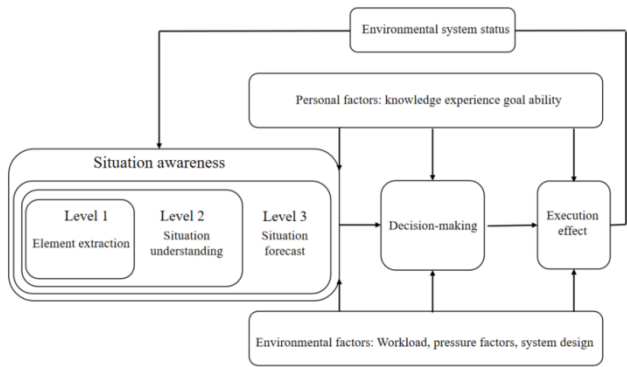 Environmental system status
Personal factors: knowledge experience goal ability
Situation awareness
Level 1
Element extraction
Level 2
Situation
understanding
Level 3
Situation
forecast
Decision-making
Execution
effect
Environmental factors: Workload, pressure factors, system design